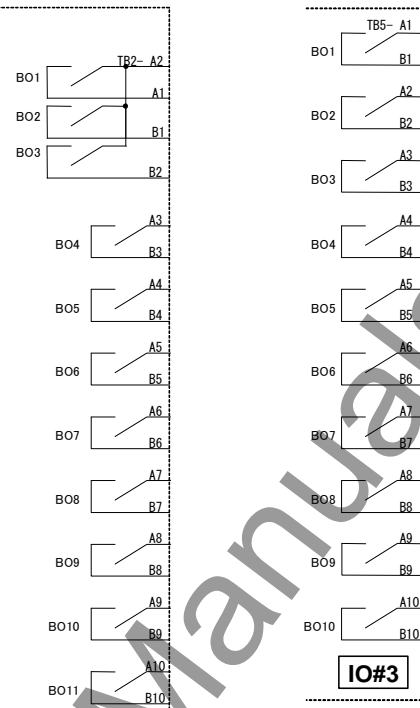 TB2- A2
BO1
A1
BO2
B1
BO3
B2
A3
BO4
B3
A4
BO5
B4
A5
BO6
B5
A6
BO7
B6
A7
BO8
B7
A8
BO9
B8
A9
BO10
B9
A10
BO11
B10
TB5- A1
BO1
B1
A2
BO2
B2
A3
BO3
B3
A4
BO4
B4
A5
BO5
B5
A6
BO6
B6
A7
BO7
B7
A8
BO8
B8
A9
BO9
B9
A10
BO10
B10
IO#3
Manuals